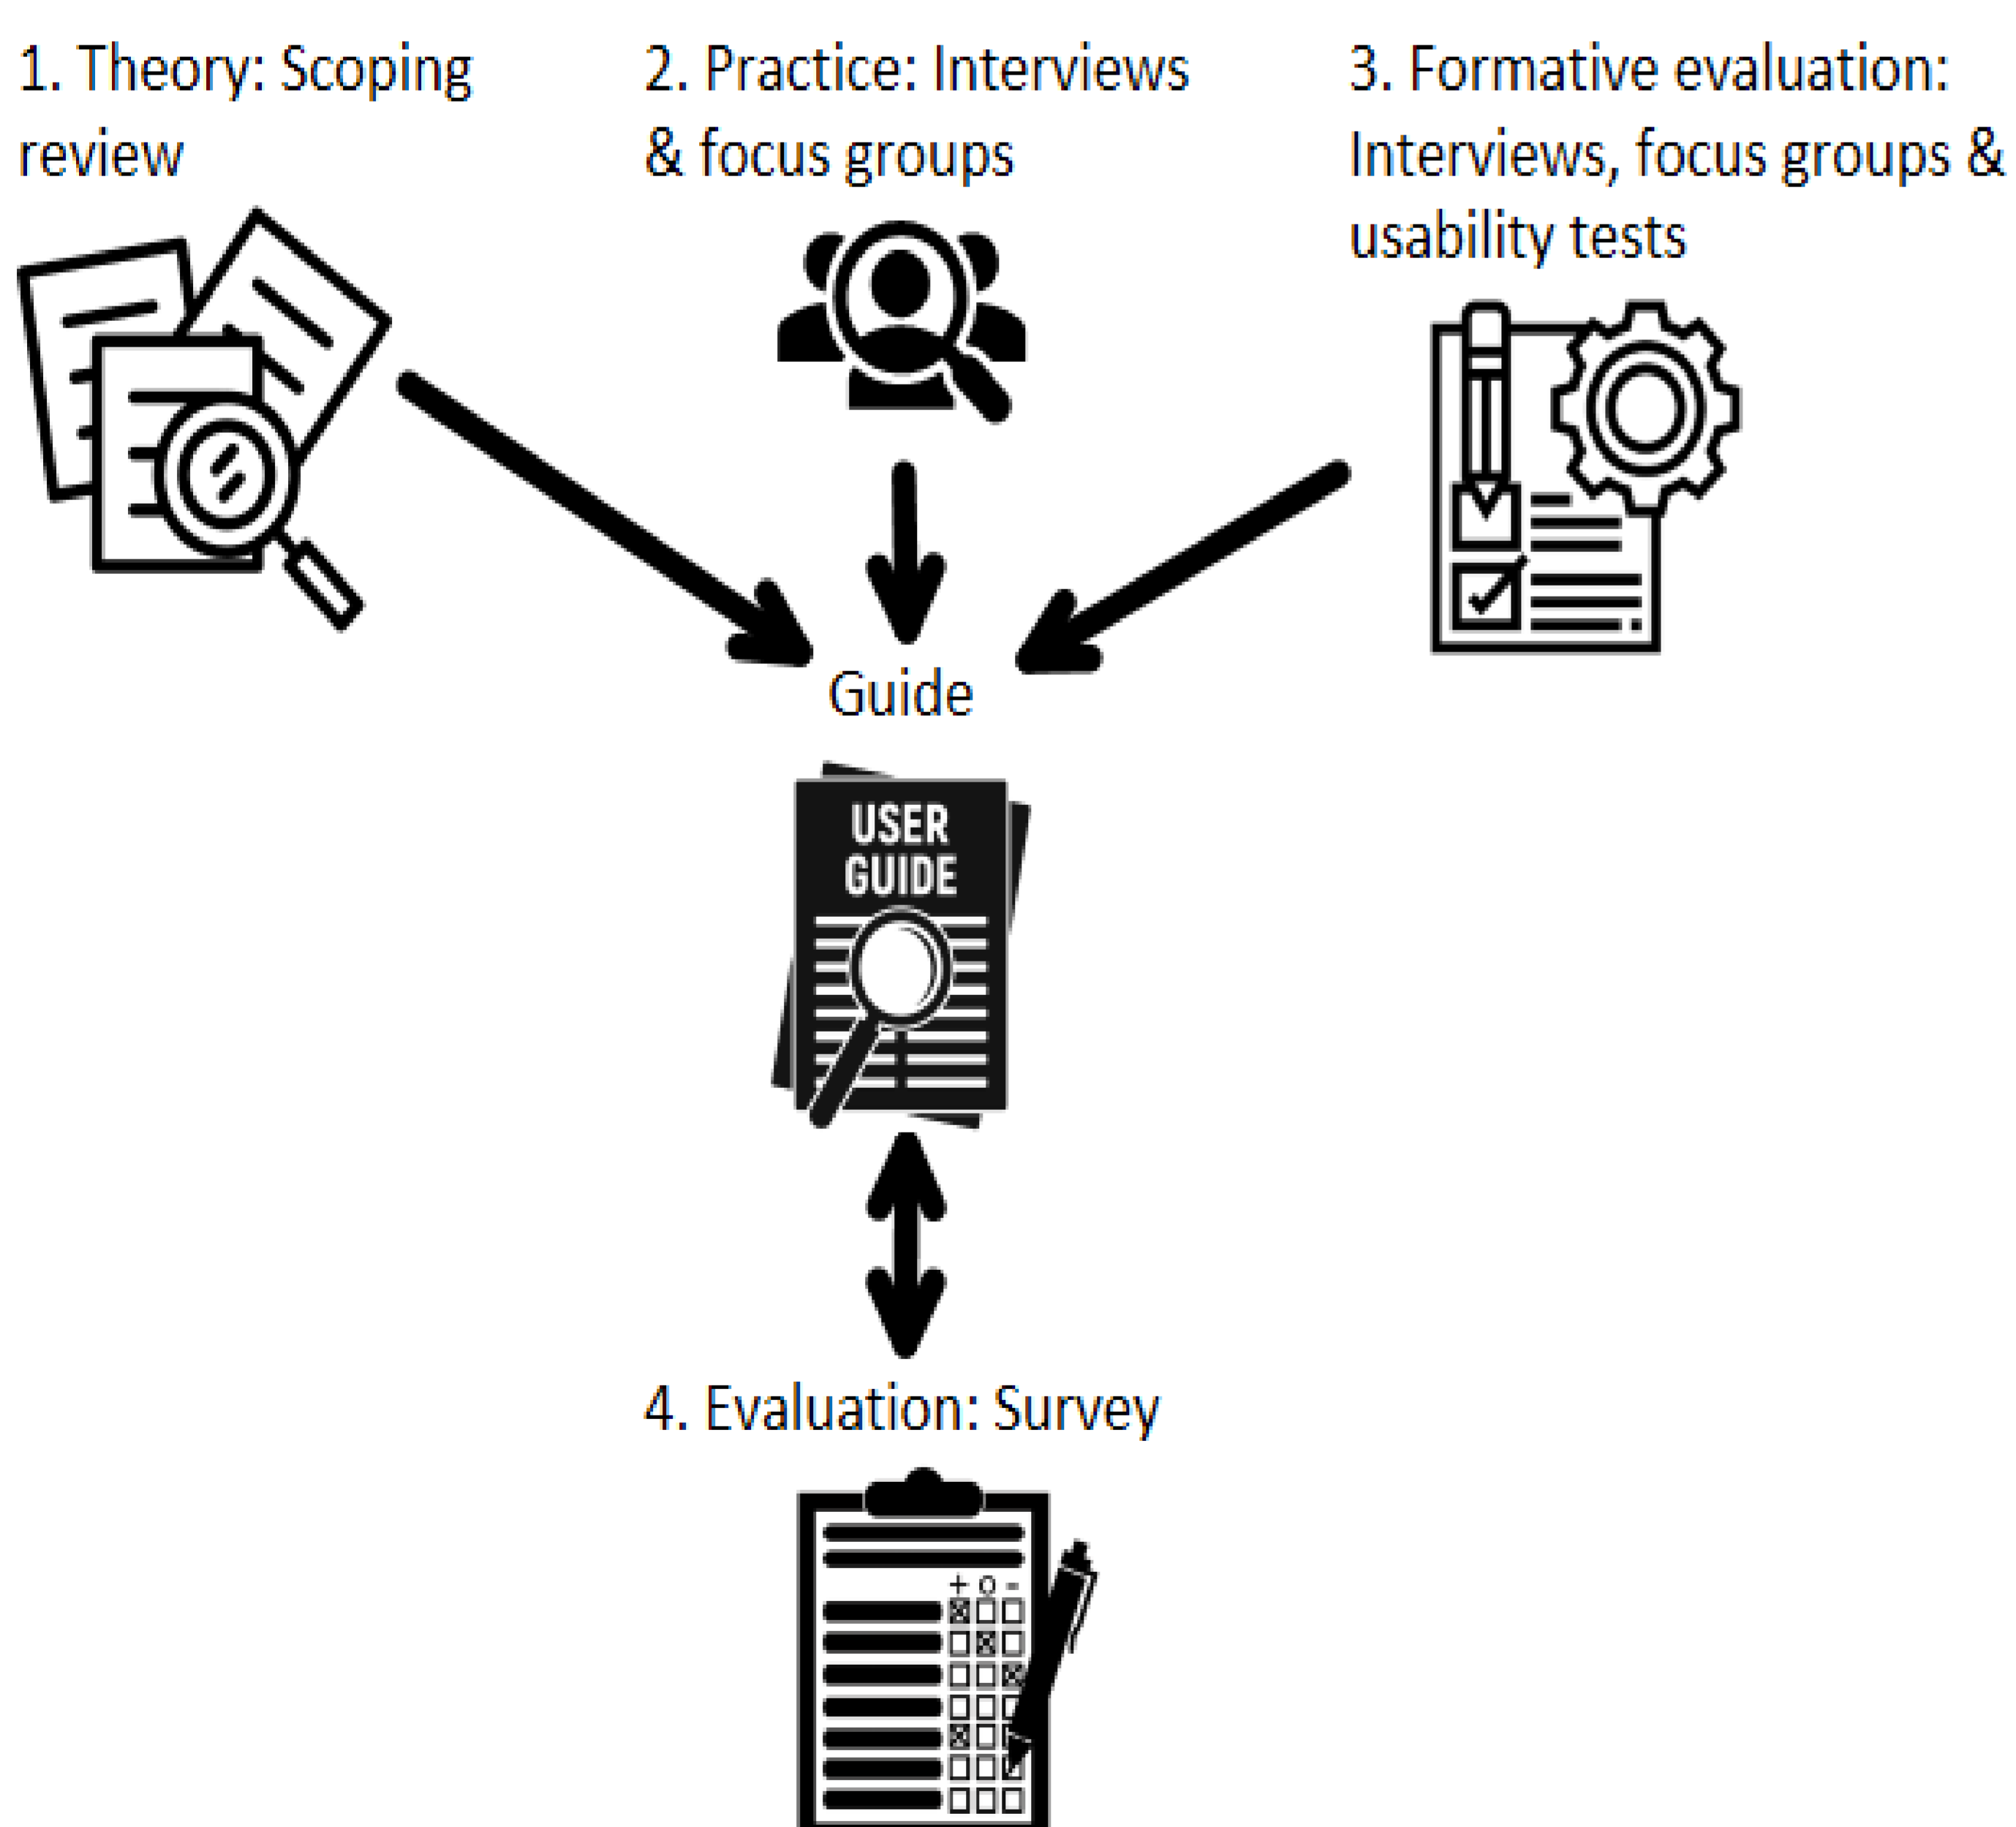 1. Theory: Scoping
review
2. Practice: Interviews
& focus groups
3. Formative evaluation:
Interviews, focus groups &
usability tests
Guide
USER
GUIDE
4. Evaluation: Survey
+ o -